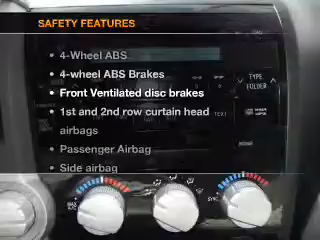 SAFETY FEATURES
• 4-Wheel ABS
• 4-wheel ABS Brakes
• Front Ventilated disc brakes
• 1st and 2nd row curtain head
airbags
• Passenger Airbag
• Side airbag
TYPE
FOLDER
TEXT
SYNC